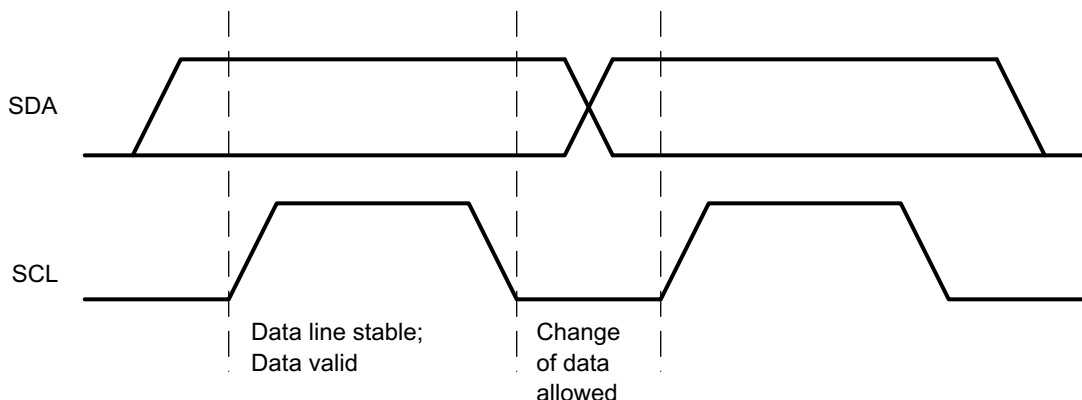 SDA
SCL
Data line stable;
Data valid
Change
of data
allowed